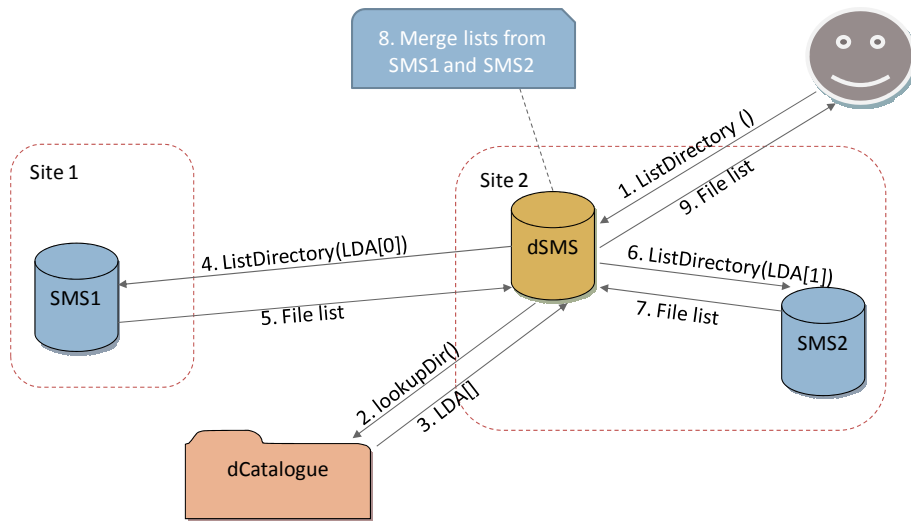 8. Merge lists from
SMS1 and SMS2
1. ListDirectory ()
9. File list
Site 1
Site 2
dSMS
4. ListDirectory(LDA[0])
6. ListDirectory(LDA[1])
SMS1
5. File list
7. File list
SMS2
2. lookupDir()
3. LDA[]
dCatalogue